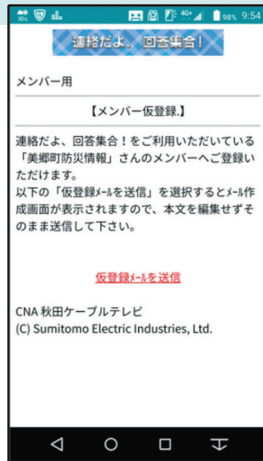 10%
4G+
98% 9:54
連絡だよ、回答集合!
メンバー用
【メンバー仮登録.】
連絡だよ、回答集合!をご利用いただいている
「美郷町防災情報」さんのメンバーへご登録い
ただけます。
以下の「仮登録ﾒｰﾙを送信」を選択するとﾒｰﾙ作
成画面が表示されますので、本文を編集せずそ
のまま送信して下さい。
仮登録ﾒｰﾙを送信
CNA 秋田ケーブルテレビ
(C) Sumitomo Electric Industries, Ltd.